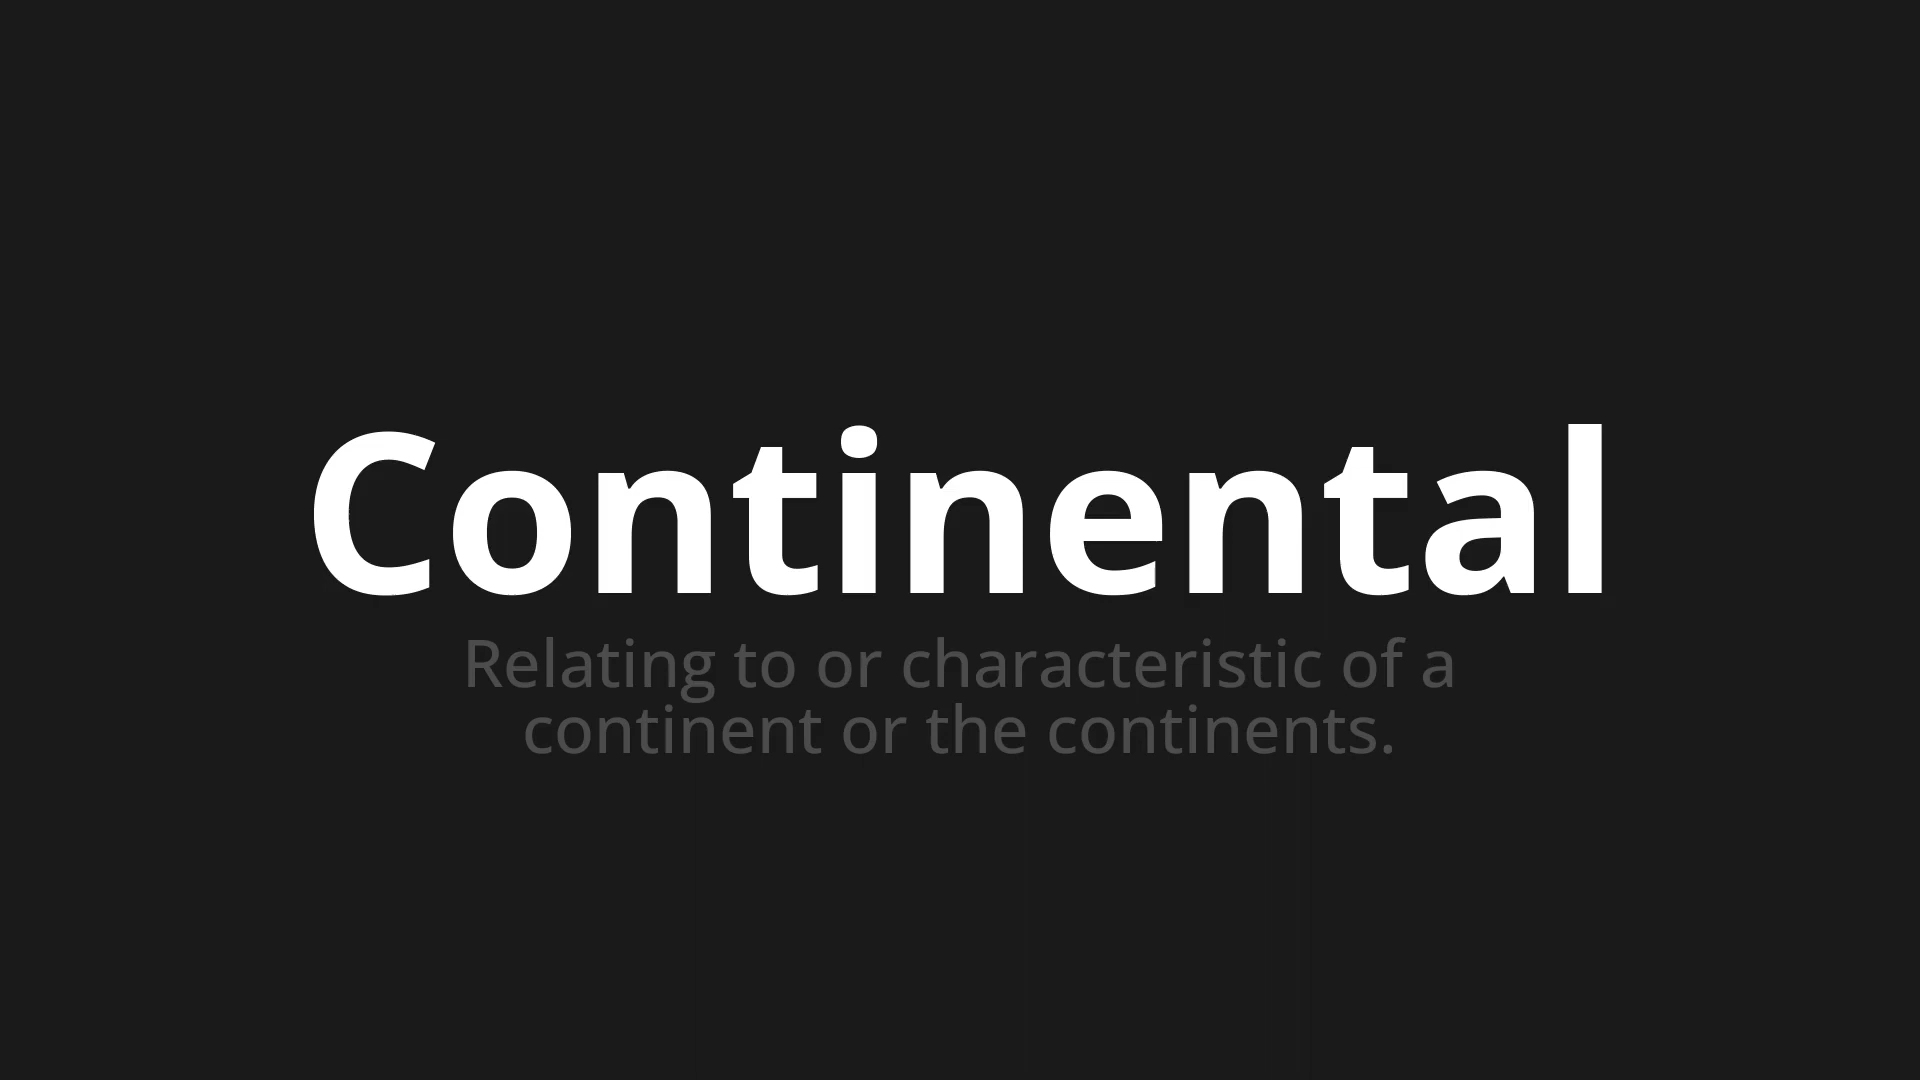 Continental
Relating to or characteristic of a
continent or the continents.